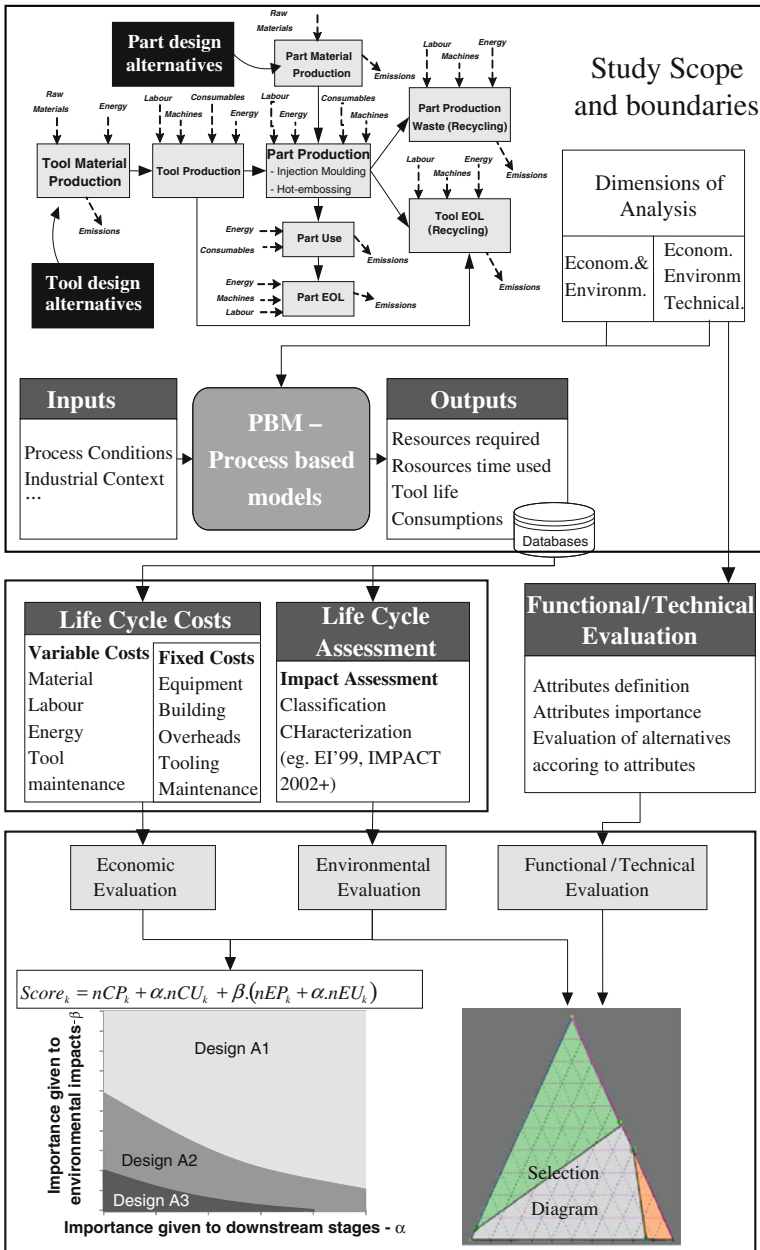 Study Scope
and boundaries
Part design
alternatives
Raw
Materials
Part Material
Production
Emissions
Labour
Machines
Energy
Part Production
Waste (Recycling)
Emissions
Raw
Materials
Energy
Tool Material
Production
Emissions
Labour
Machines
Consumables
Energy
Tool Production
Labour
Energy
Consumables
Machines
Part Production
- Injection Moulding
- Hot-embossing
Labour
Machines
Energy
Tool EOL
(Recycling)
Emissions
Tool design
alternatives
Energy
Consumables
Part Use
Emissions
Energy
Machines
Labour
Part EOL
Emissions
Dimensions of
Analysis
Econom.&
Environm.
Econom.
Environm
Technical.
Inputs
Process Conditions
Industrial Context
...
PBM –
Process based
models
Outputs
Resources required
Rosources time used
Tool life
Consumptions
Databases
Life Cycle Costs
Variable Costs
Material
Labour
Energy
Tool
maintenance
Fixed Costs
Equipment
Building
Overheads
Tooling
Maintenance
Life Cycle
Assessment
Impact Assessment
Classification
CHaracterization
(eg. EI'99, IMPACT
2002+)
Functional/Technical
Evaluation
Attributes definition
Attributes importance
Evaluation of alternatives
accoring to attributes
Economic
Evaluation
Environmental
Evaluation
Functional / Technical
Evaluation
Score_k = nCP_k + α.nCU_k + β.(nEP_k + α.nEU_k)
Importance given to
environmental impacts-β
Design A1
Design A2
Design A3
Importance given to downstream stages - α
Selection
Diagram